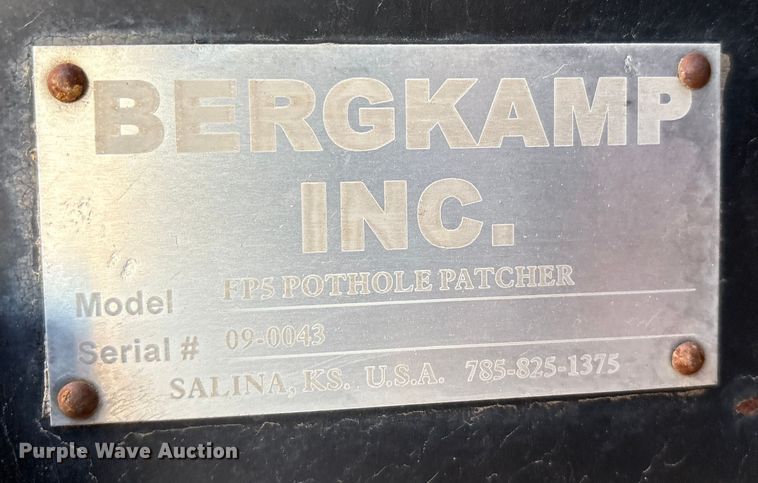 BERGKAMP
INC.
Model FP5 POTHOLE PATCHER
Serial # 09-0043
SALINA, KS. U.S.A. 785-825-1375
Purple Wave Auction